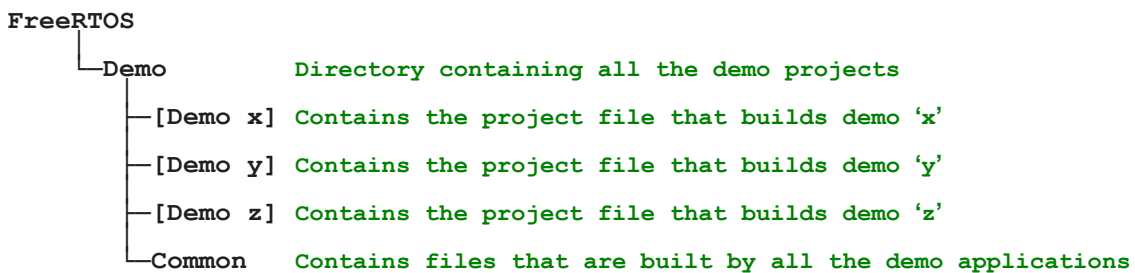 FreeRTOS
Demo Directory containing all the demo projects
[Demo x] Contains the project file that builds demo ‘x’
[Demo y] Contains the project file that builds demo ‘y’
[Demo z] Contains the project file that builds demo ‘z’
Common Contains files that are built by all the demo applications